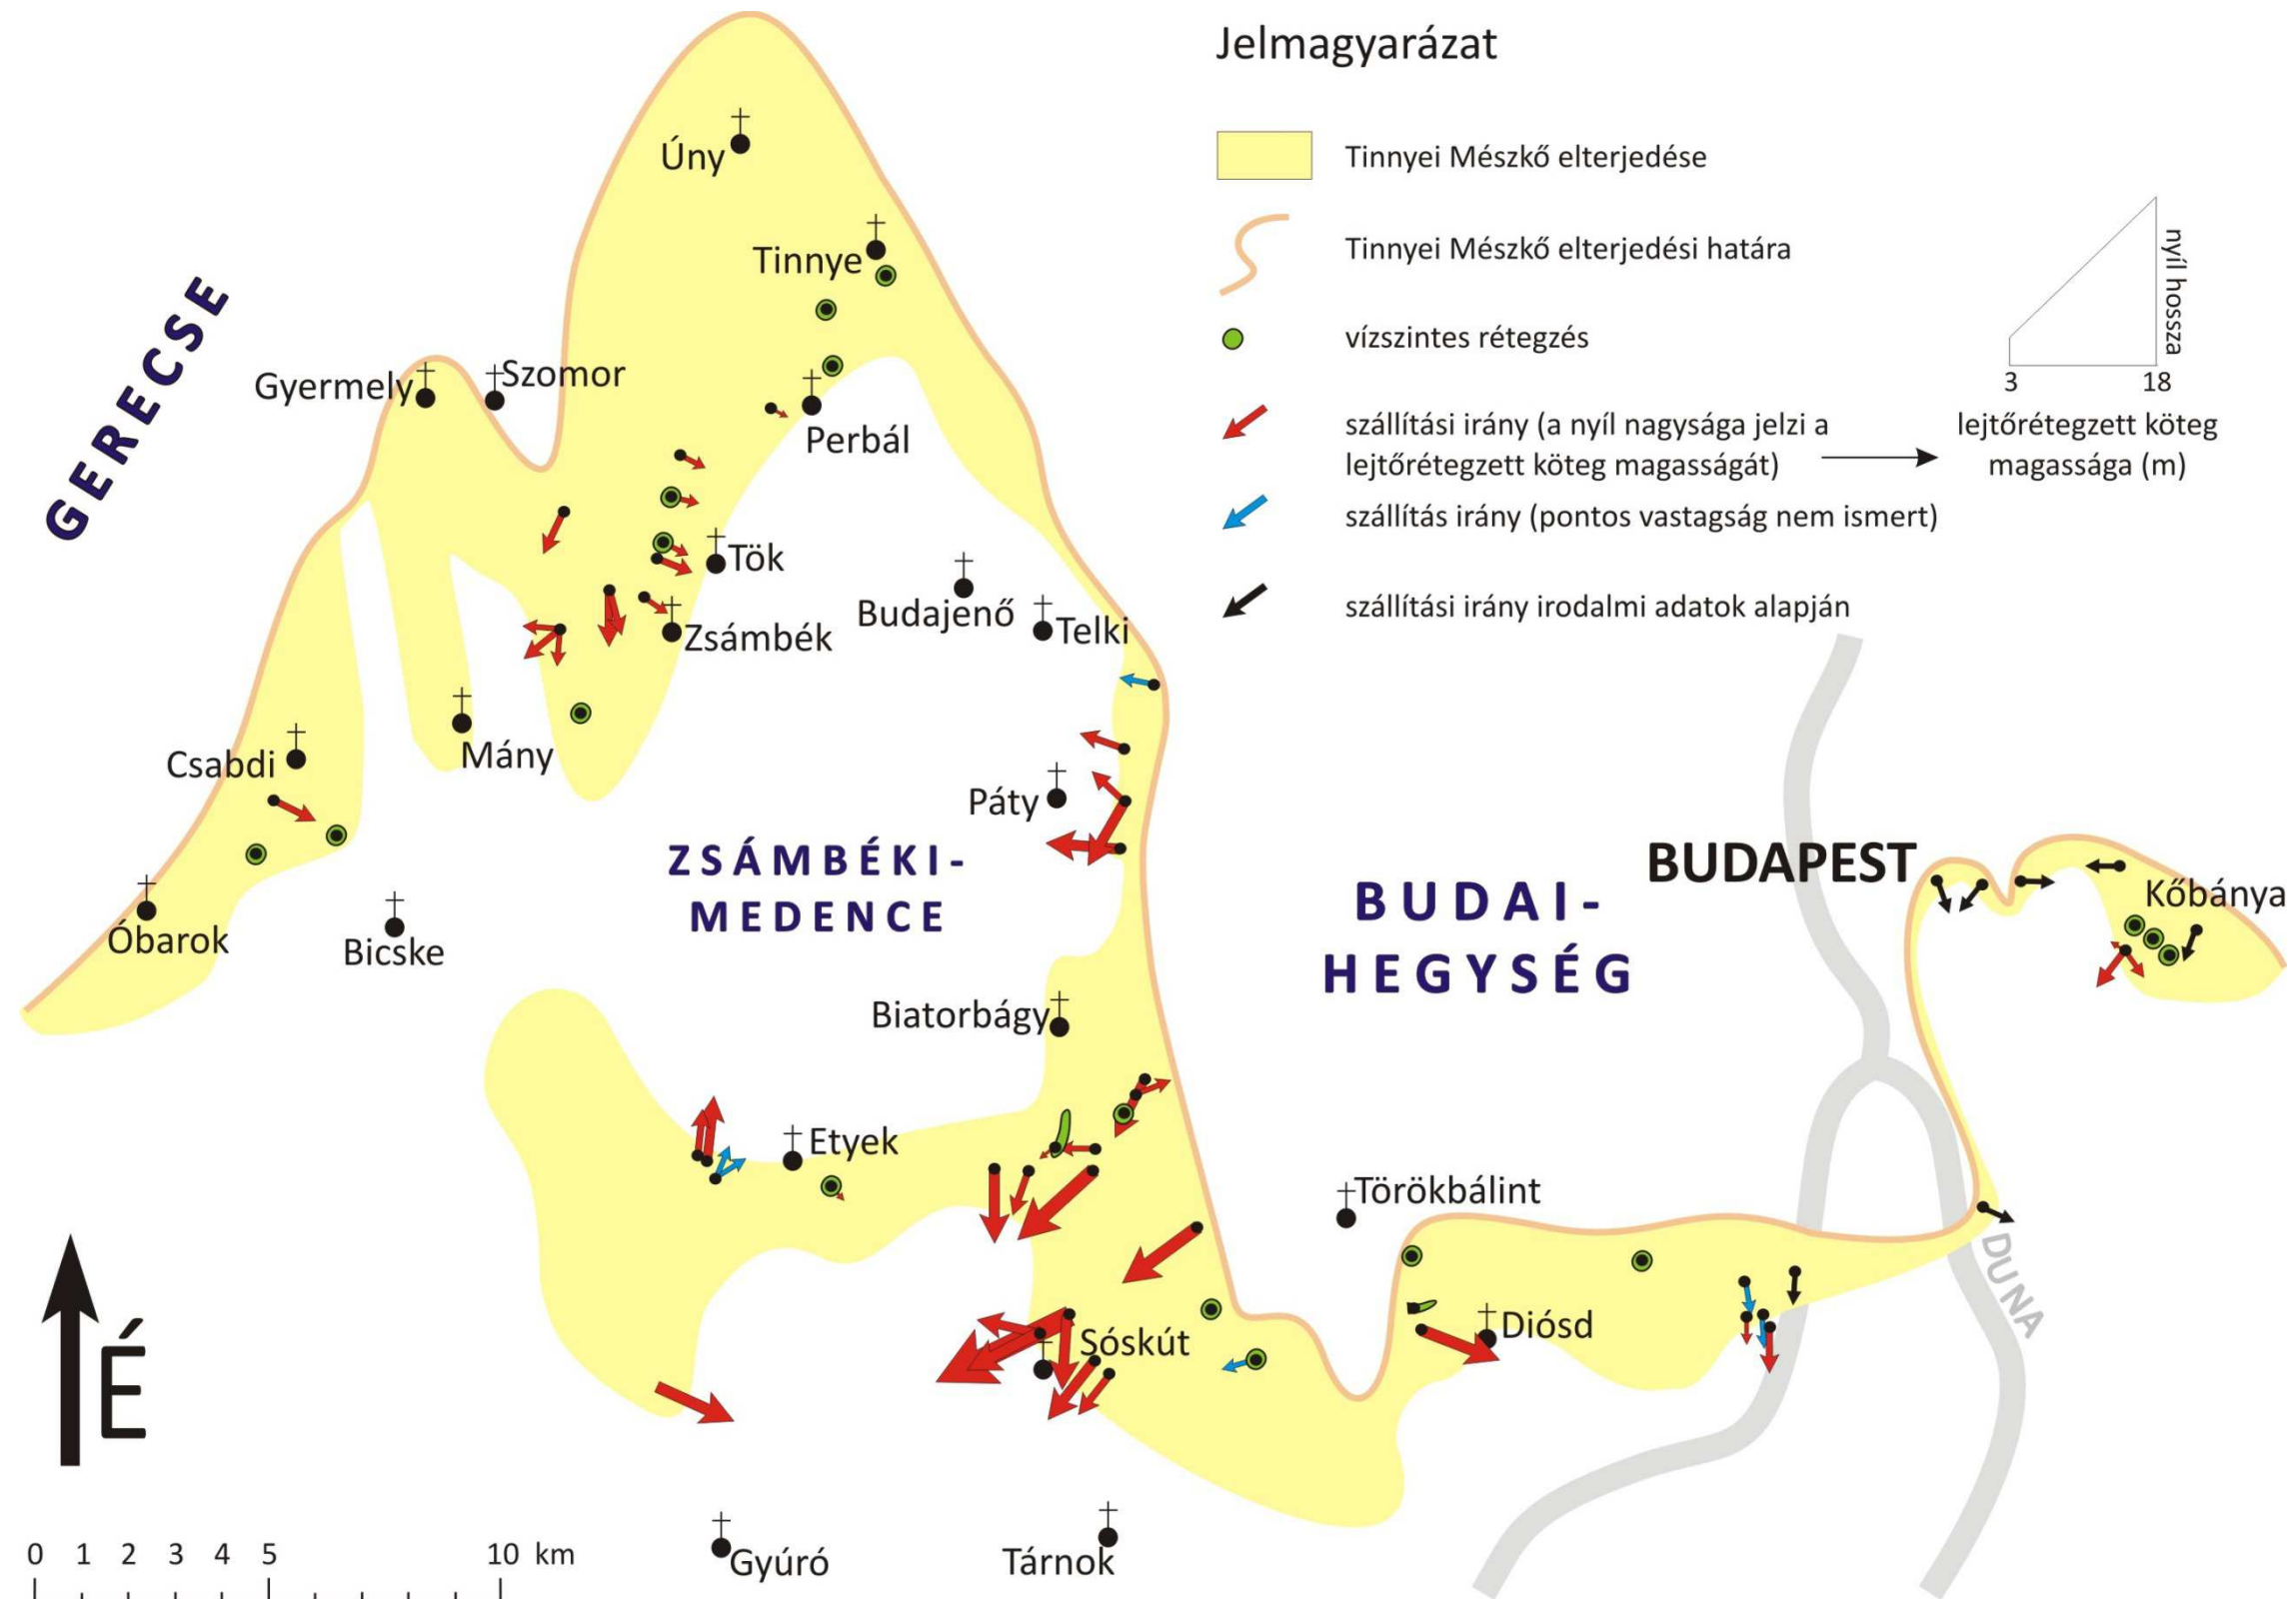 Jelmagyarázat
Tinnyei Mészkő elterjedése
Tinnyei Mészkő elterjedési határa
vízszintes rétegzés
szállítási irány (a nyíl nagysága jelzi a
lejtőrétegzett köteg magasságát)
szállítás irány (pontos vastagság nem ismert)
szállítási irány irodalmi adatok alapján
nyíl hossza
3 18
lejtőrétegzett köteg
magassága (m)
Úny
Tinnye
GERECSE
Gyermely
Szomor
Perbál
Tök
Budajenő
Zsámbék
Telki
Mány
Csabdi
Páty
ZSÁMBÉKI-
MEDENCE
BUDAPEST
BUDAI-
HEGYSÉG
Kőbánya
Óbarok
Bicske
Biatorbágy
Etyek
Törökbálint
DUNA
Diósd
Sóskút
É
Gyúró
Tárnok
0 1 2 3 4 5 10 km